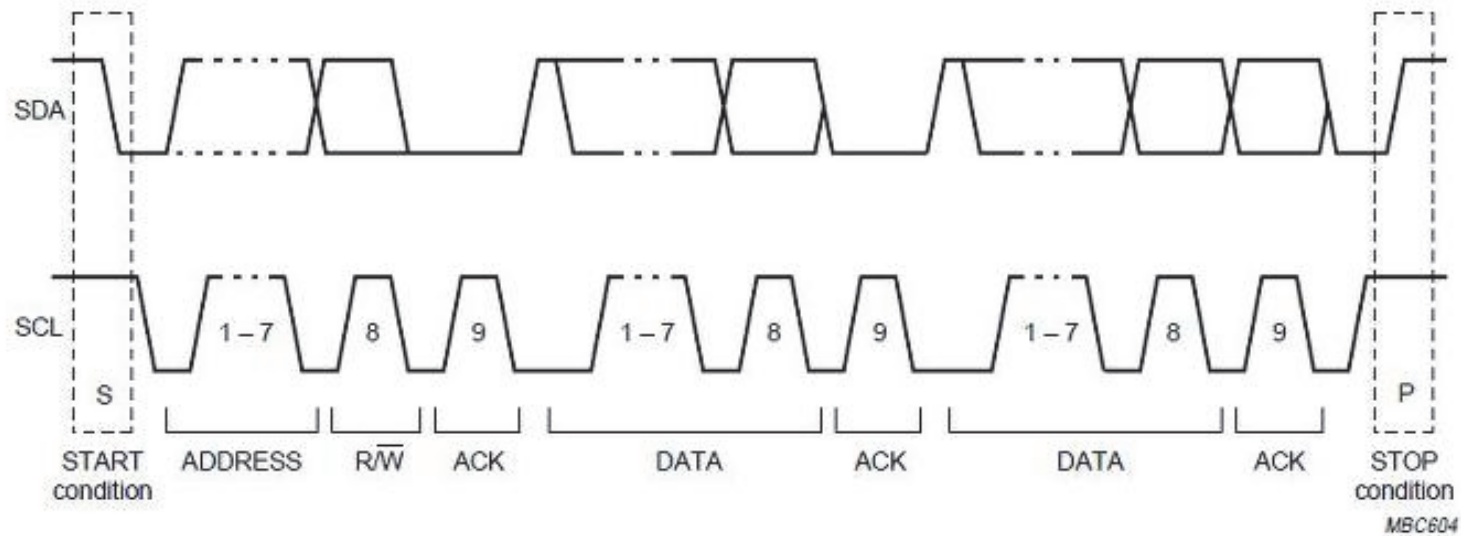 SDA
SCL
1 – 7
8
9
1 – 7
8
9
1 – 7
8
9
S
P
START
condition
ADDRESS
R/W̅
ACK
DATA
ACK
DATA
ACK
STOP
condition
MBC604